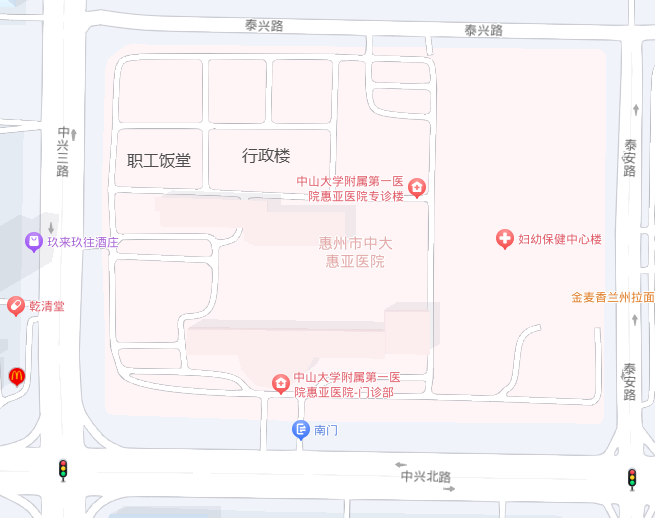 泰兴路
泰兴路
中兴三路
泰安路
职工饭堂
行政楼
中山大学附属第一医
院惠亚医院专诊楼
玖来玖往酒庄
惠州市中大
惠亚医院
妇幼保健中心楼
乾清堂
金麦香兰州拉面
泰安路
中山大学附属第一医
院惠亚医院-门诊部
南门
中兴北路